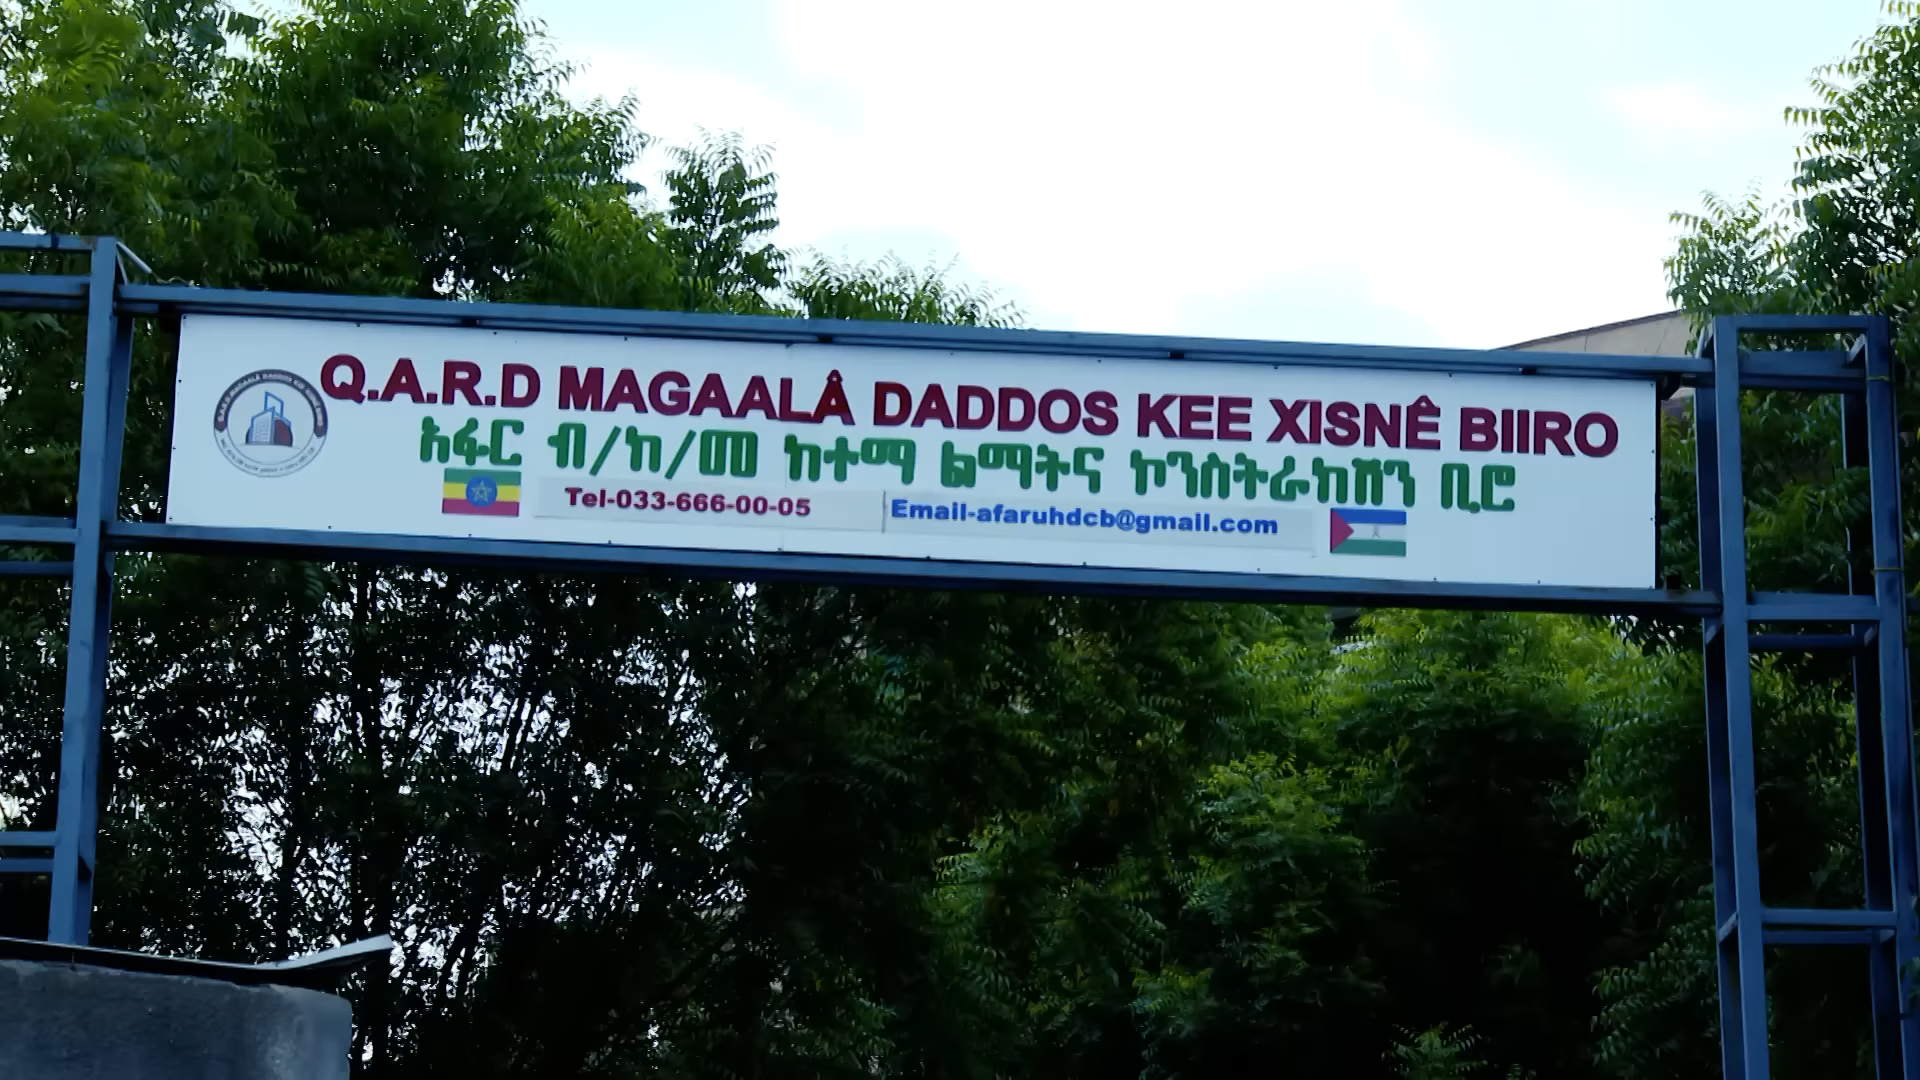 Q.A.R.D MAGAALÂ DADDOS KEE XISNÊ BIIRO
አፋር ብ/ክ/መ ከተማ ልማትና ኮንስትራክሽን ቢሮ
Tel-033-666-00-05
Email-afaruhdcb@gmail.com